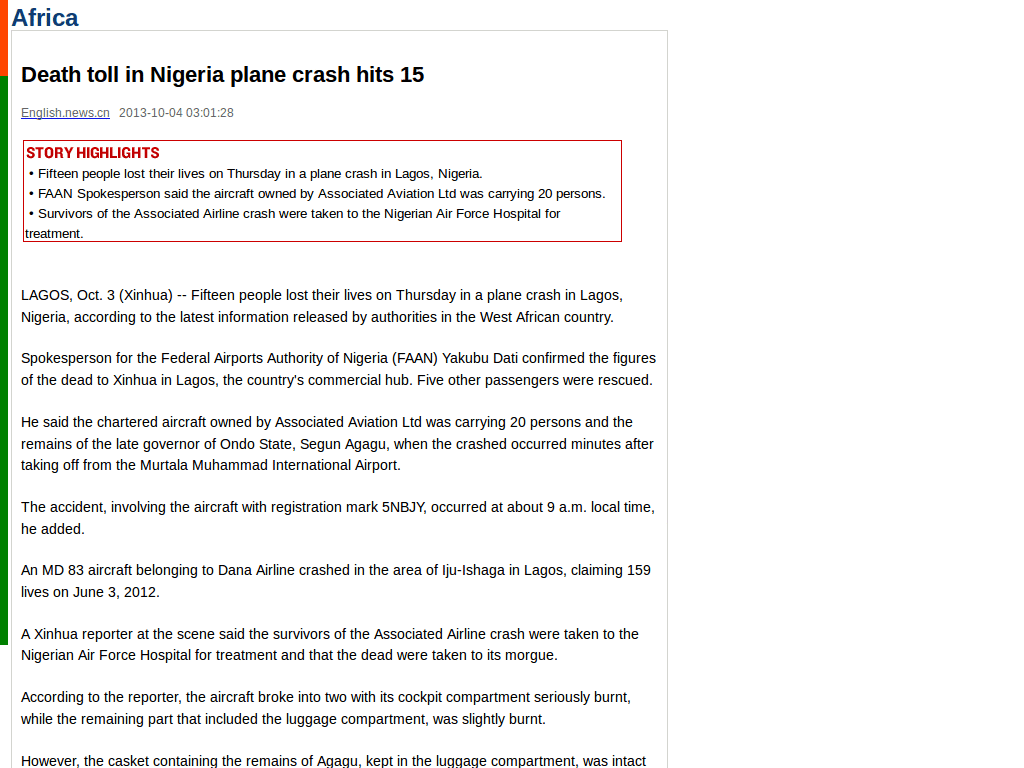 Africa
Death toll in Nigeria plane crash hits 15
English.news.cn 2013-10-04 03:01:28
STORY HIGHLIGHTS
• Fifteen people lost their lives on Thursday in a plane crash in Lagos, Nigeria.
• FAAN Spokesperson said the aircraft owned by Associated Aviation Ltd was carrying 20 persons.
• Survivors of the Associated Airline crash were taken to the Nigerian Air Force Hospital for
treatment.
LAGOS, Oct. 3 (Xinhua) -- Fifteen people lost their lives on Thursday in a plane crash in Lagos,
Nigeria, according to the latest information released by authorities in the West African country.
Spokesperson for the Federal Airports Authority of Nigeria (FAAN) Yakubu Dati confirmed the figures
of the dead to Xinhua in Lagos, the country's commercial hub. Five other passengers were rescued.
He said the chartered aircraft owned by Associated Aviation Ltd was carrying 20 persons and the
remains of the late governor of Ondo State, Segun Agagu, when the crashed occurred minutes after
taking off from the Murtala Muhammad International Airport.
The accident, involving the aircraft with registration mark 5NBJY, occurred at about 9 a.m. local time,
he added.
An MD 83 aircraft belonging to Dana Airline crashed in the area of Iju-Ishaga in Lagos, claiming 159
lives on June 3, 2012.
A Xinhua reporter at the scene said the survivors of the Associated Airline crash were taken to the
Nigerian Air Force Hospital for treatment and that the dead were taken to its morgue.
According to the reporter, the aircraft broke into two with its cockpit compartment seriously burnt,
while the remaining part that included the luggage compartment, was slightly burnt.
However, the casket containing the remains of Agagu, kept in the luggage compartment, was intact